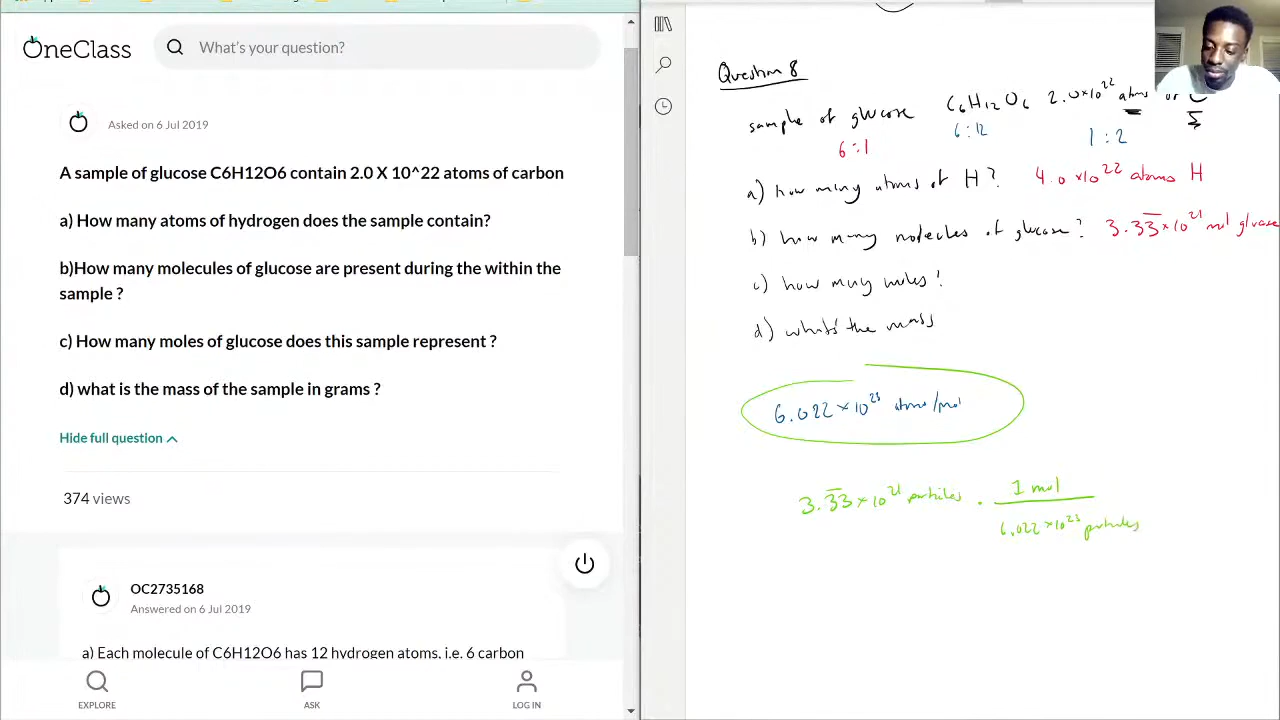 OneClass
What's your question?
Asked on 6 Jul 2019
A sample of glucose C6H12O6 contain 2.0 X 10^22 atoms of carbon
a) How many atoms of hydrogen does the sample contain?
b)How many molecules of glucose are present during the within the
sample ?
c) How many moles of glucose does this sample represent ?
d) what is the mass of the sample in grams ?
Hide full question
374 views
OC2735168
Answered on 6 Jul 2019
a) Each molecule of C6H12O6 has 12 hydrogen atoms, i.e. 6 carbon
EXPLORE
ASK
LOG IN
Question 8
sample of glucose C6H12O6 2.0×10^22 atoms of C
6:1 6:12 1:2
a) how many atoms of H? 4.0×10^22 atoms H
b) how many molecules of glucose? 3.33×10^21 mol glucose
c) how many moles?
d) what's the mass
6.022×10^23 atoms/mol
3.33×10^21 particles · 1 mol
6.022×10^23 particles